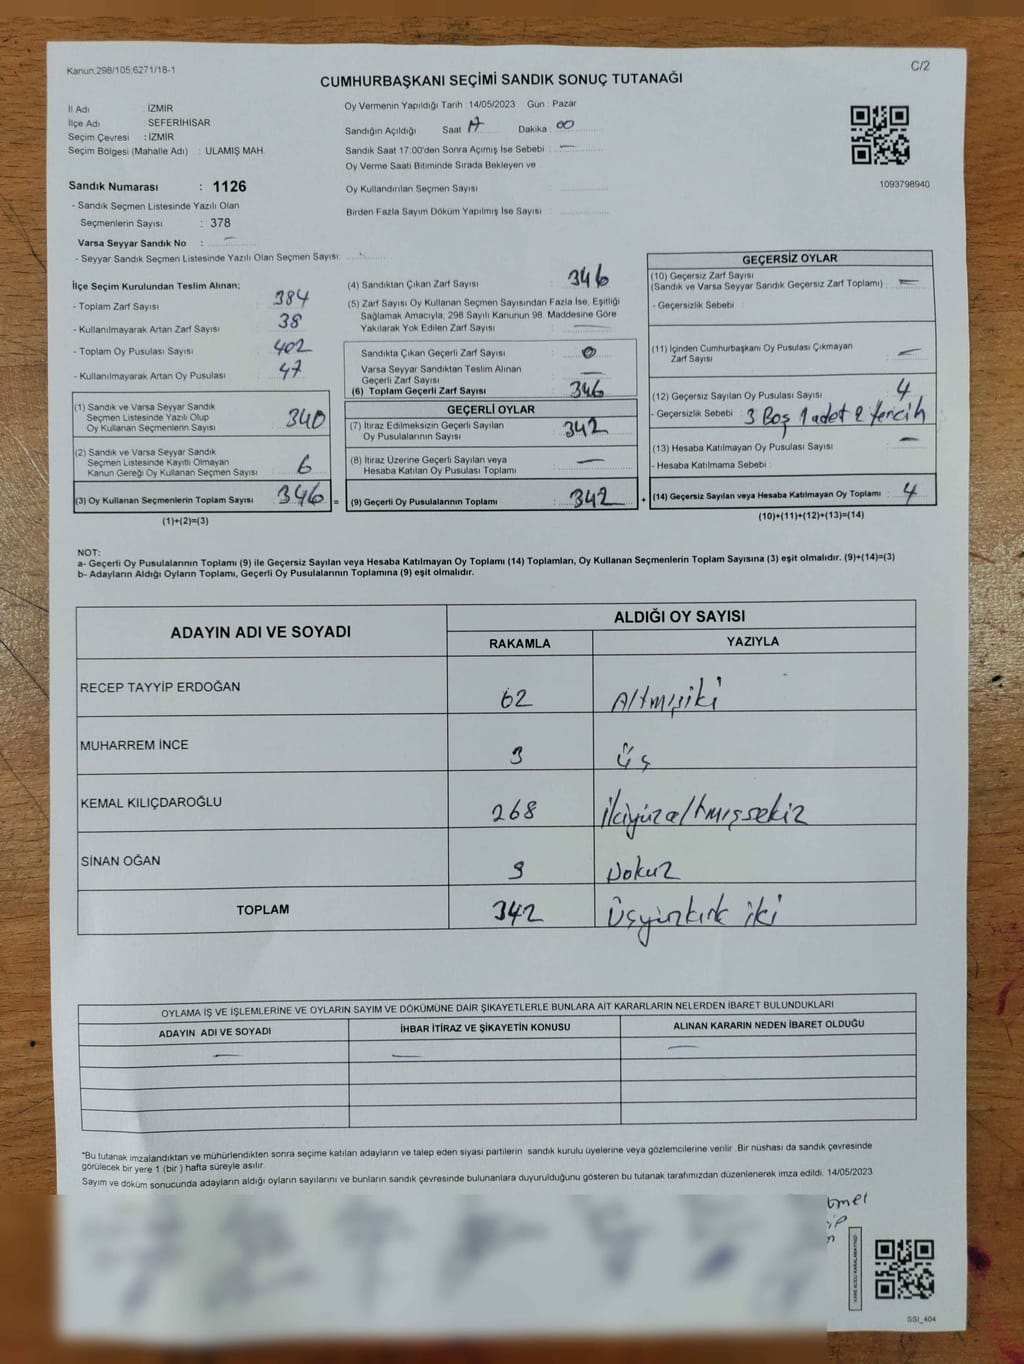 Kanun:298/105;6271/18-1
C/2
CUMHURBAŞKANI SEÇİMİ SANDIK SONUÇ TUTANAĞI
İl Adı : İZMİR
İlçe Adı : SEFERİHİSAR
Seçim Çevresi : İZMİR
Seçim Bölgesi (Mahalle Adı) : ULAMIŞ MAH.
Oy Vermenin Yapıldığı Tarih : 14/05/2023 Gün : Pazar
Sandığın Açıldığı Saat 17 Dakika : 00
Sandık Saat 17:00'den Sonra Açımış İse Sebebi : —
Oy Verme Saati Bitiminde Sırada Bekleyen ve
Oy Kullandırılan Seçmen Sayısı :
Birden Fazla Sayım Döküm Yapılmış İse Sayısı :
1093798940
Sandık Numarası : 1126
- Sandık Seçmen Listesinde Yazılı Olan
Seçmenlerin Sayısı : 378
Varsa Seyyar Sandık No : —
- Seyyar Sandık Seçmen Listesinde Yazılı Olan Seçmen Sayısı:
İlçe Seçim Kurulundan Teslim Alınan;
- Toplam Zarf Sayısı : 384
- Kullanılmayarak Artan Zarf Sayısı : 38
- Toplam Oy Pusulası Sayısı : 402
- Kullanılmayarak Artan Oy Pusulası : 47
(1) Sandık ve Varsa Seyyar Sandık
Seçmen Listesinde Yazılı Olup
Oy Kullanan Seçmenlerin Sayısı : 340
(2) Sandık ve Varsa Seyyar Sandık
Seçmen Listesinde Kayıtlı Olmayan
Kanun Gereği Oy Kullanan Seçmen Sayısı : 6
(3) Oy Kullanan Seçmenlerin Toplam Sayısı : 346 =
(1)+(2)=(3)
(4) Sandıktan Çıkan Zarf Sayısı : 346
(5) Zarf Sayısı Oy Kullanan Seçmen Sayısından Fazla İse, Eşitliği
Sağlamak Amacıyla, 298 Sayılı Kanunun 98. Maddesine Göre
Yakılarak Yok Edilen Zarf Sayısı : —
Sandıkta Çıkan Geçerli Zarf Sayısı : 0
Varsa Seyyar Sandıktan Teslim Alınan
Geçerli Zarf Sayısı : —
(6) Toplam Geçerli Zarf Sayısı : 346
GEÇERLİ OYLAR
(7) İtiraz Edilmeksizin Geçerli Sayılan
Oy Pusulalarının Sayısı : 342
(8) İtiraz Üzerine Geçerli Sayılan veya
Hesaba Katılan Oy Pusulası Toplamı : —
(9) Geçerli Oy Pusulalarının Toplamı : 342 +
GEÇERSİZ OYLAR
(10) Geçersiz Zarf Sayısı
(Sandık ve Varsa Seyyar Sandık Geçersiz Zarf Toplamı) : —
- Geçersizlik Sebebi :
(11) İçinden Cumhurbaşkanı Oy Pusulası Çıkmayan
Zarf Sayısı : —
(12) Geçersiz Sayılan Oy Pusulası Sayısı : 4
- Geçersizlik Sebebi : 3 Boş 1 adet 2 tercih
(13) Hesaba Katılmayan Oy Pusulası Sayısı : —
- Hesaba Katılmama Sebebi :
(14) Geçersiz Sayılan veya Hesaba Katılmayan Oy Toplamı : 4
(10)+(11)+(12)+(13)=(14)
NOT:
a- Geçerli Oy Pusulalarının Toplamı (9) ile Geçersiz Sayılan veya Hesaba Katılmayan Oy Toplamı (14) Toplamları, Oy Kullanan Seçmenlerin Toplam Sayısına (3) eşit olmalıdır. (9)+(14)=(3)
b- Adayların Aldığı Oyların Toplamı, Geçerli Oy Pusulalarının Toplamına (9) eşit olmalıdır.
ADAYIN ADI VE SOYADI
ALDIĞI OY SAYISI
RAKAMLA YAZIYLA
RECEP TAYYİP ERDOĞAN 62 Altmışiki
MUHARREM İNCE 3 üç
KEMAL KILIÇDAROĞLU 268 İkiyüzaltmışsekiz
SİNAN OĞAN 9 Dokuz
TOPLAM 342 Üçyüzkırk iki
OYLAMA İŞ VE İŞLEMLERİNE VE OYLARIN SAYIM VE DÖKÜMÜNE DAİR ŞİKAYETLERLE BUNLARA AİT KARARLARIN NELERDEN İBARET BULUNDUKLARI
ADAYIN ADI VE SOYADI İHBAR İTİRAZ VE ŞİKAYETİN KONUSU ALINAN KARARIN NEDEN İBARET OLDUĞU
— — —
*Bu tutanak imzalandıktan ve mühürlendikten sonra seçime katılan adayların ve talep eden siyasi partilerin sandık kurulu üyelerine veya gözlemcilerine verilir. Bir nüshası da sandık çevresinde
görülecek bir yere 1 (bir ) hafta süreyle asılır.
Sayım ve döküm sonucunda adayların aldığı oyların sayılarını ve bunların sandık çevresinde bulunanlara duyurulduğunu gösteren bu tutanak tarafımızdan düzenlenerek imza edildi. 14/05/2023
SSI_404